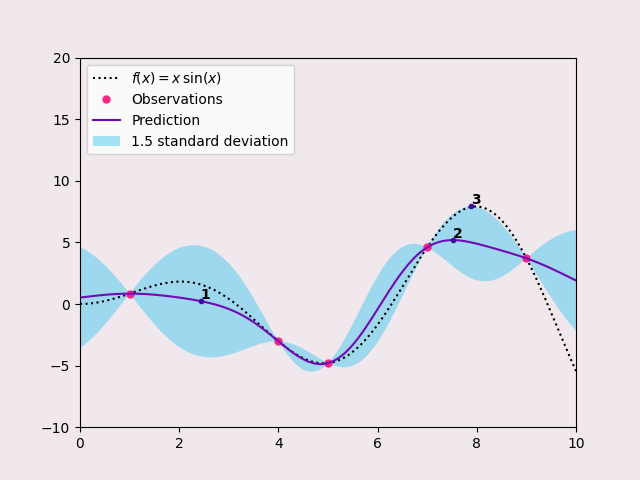 20
15
10
5
0
−5
−10
0 2 4 6 8 10
f(x) = x sin(x)
Observations
Prediction
1.5 standard deviation
1
2
3